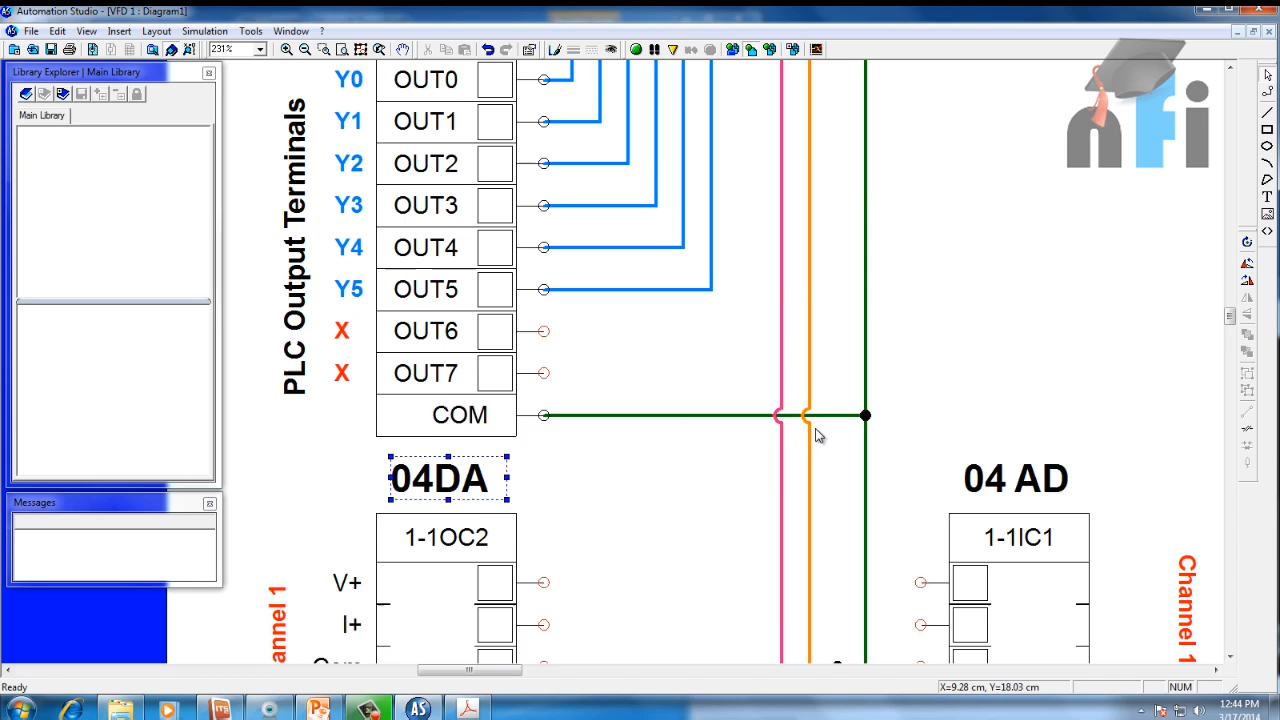 Automation Studio - [VFD 1 : Diagram1]
File Edit View Insert Layout Simulation Tools Window ?
231%
Library Explorer | Main Library
Main Library
Messages
PLC Output Terminals
Y0 OUT0
Y1 OUT1
Y2 OUT2
Y3 OUT3
Y4 OUT4
Y5 OUT5
X OUT6
X OUT7
COM
nfi
04DA
04 AD
1-1OC2
1-1IC1
V+
I+
annel 1
Channel 1
Ready
X=9.28 cm, Y=18.03 cm
NUM
12:44 PM
3/17/2014